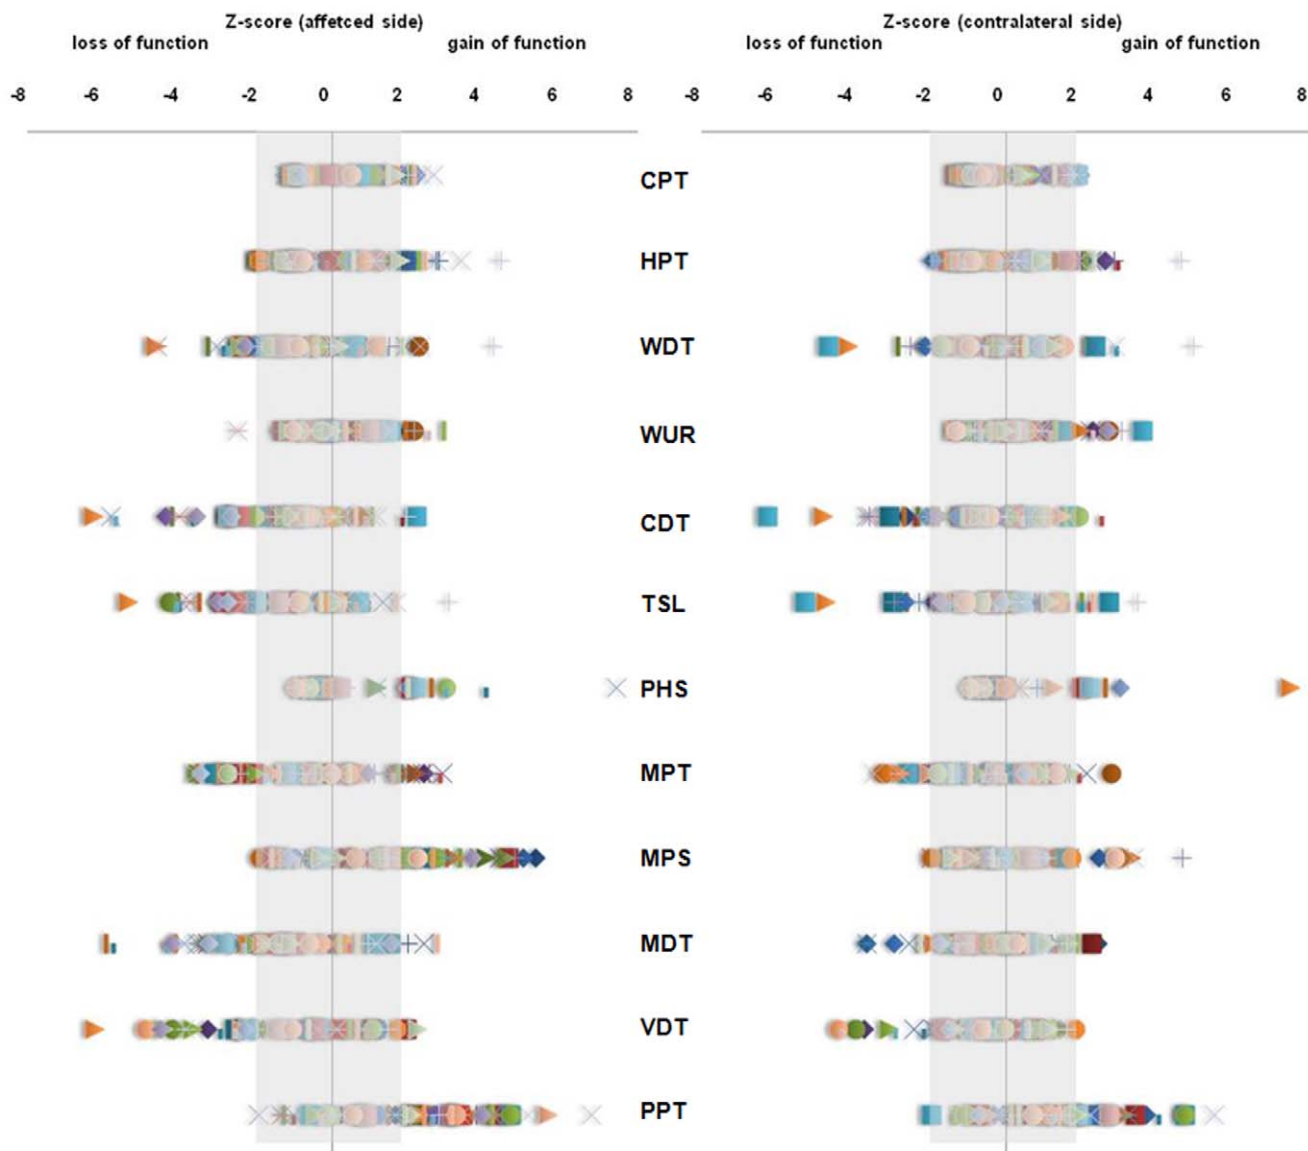 Z-score (affetced side) Z-score (contralateral side)
loss of function gain of function loss of function gain of function
-8 -6 -4 -2 0 2 4 6 8 -8 -6 -4 -2 0 2 4 6 8
CPT
HPT
WDT
WUR
CDT
TSL
PHS
MPT
MPS
MDT
VDT
PPT